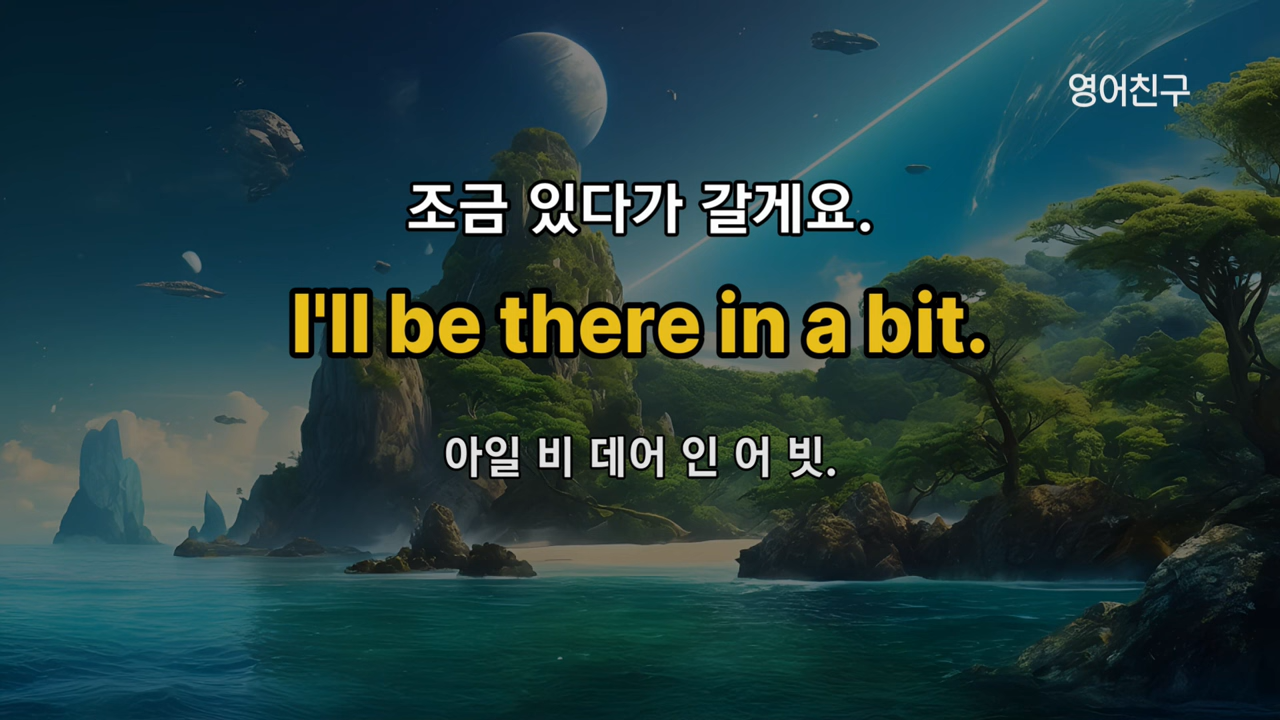 영어친구
조금 있다가 갈게요.
I'll be there in a bit.
아일 비 데어 인 어 빗.